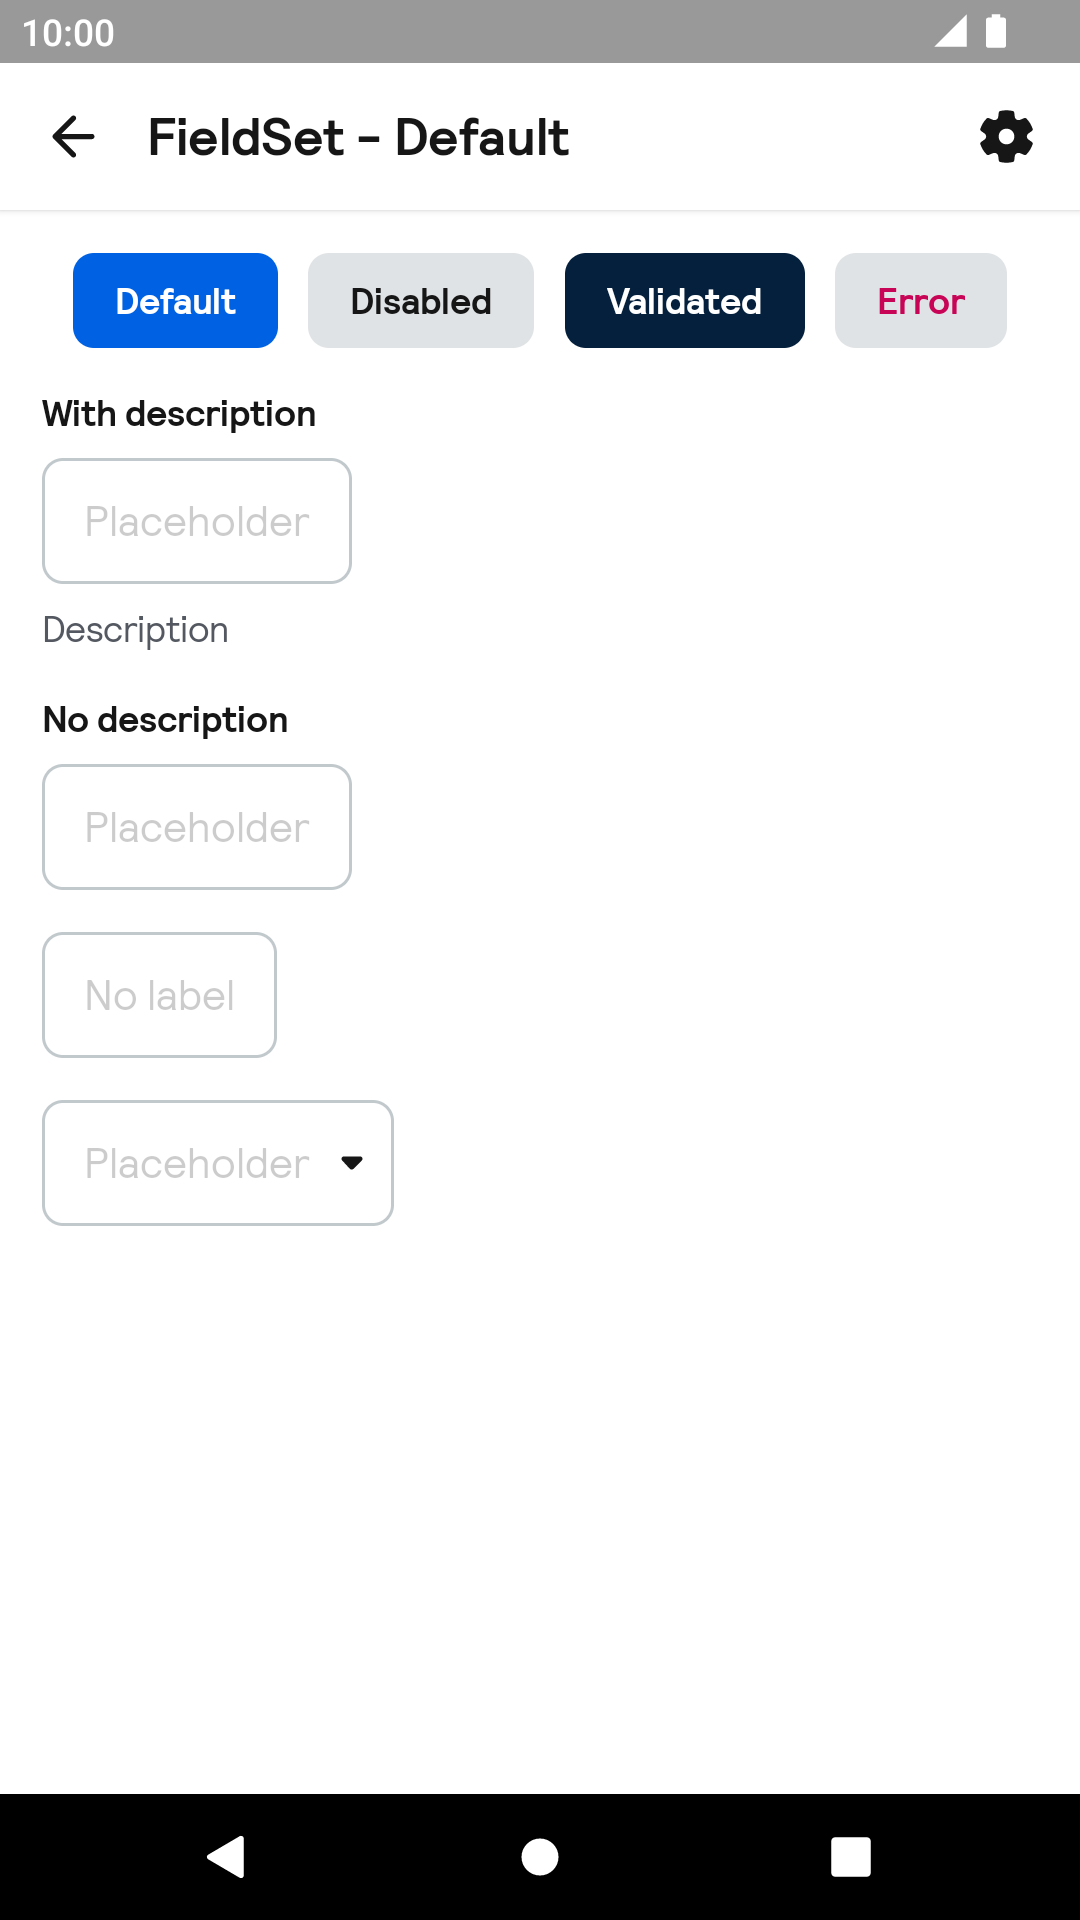 10:00
FieldSet - Default
Default Disabled Validated Error
With description
Placeholder
Description
No description
Placeholder
No label
Placeholder